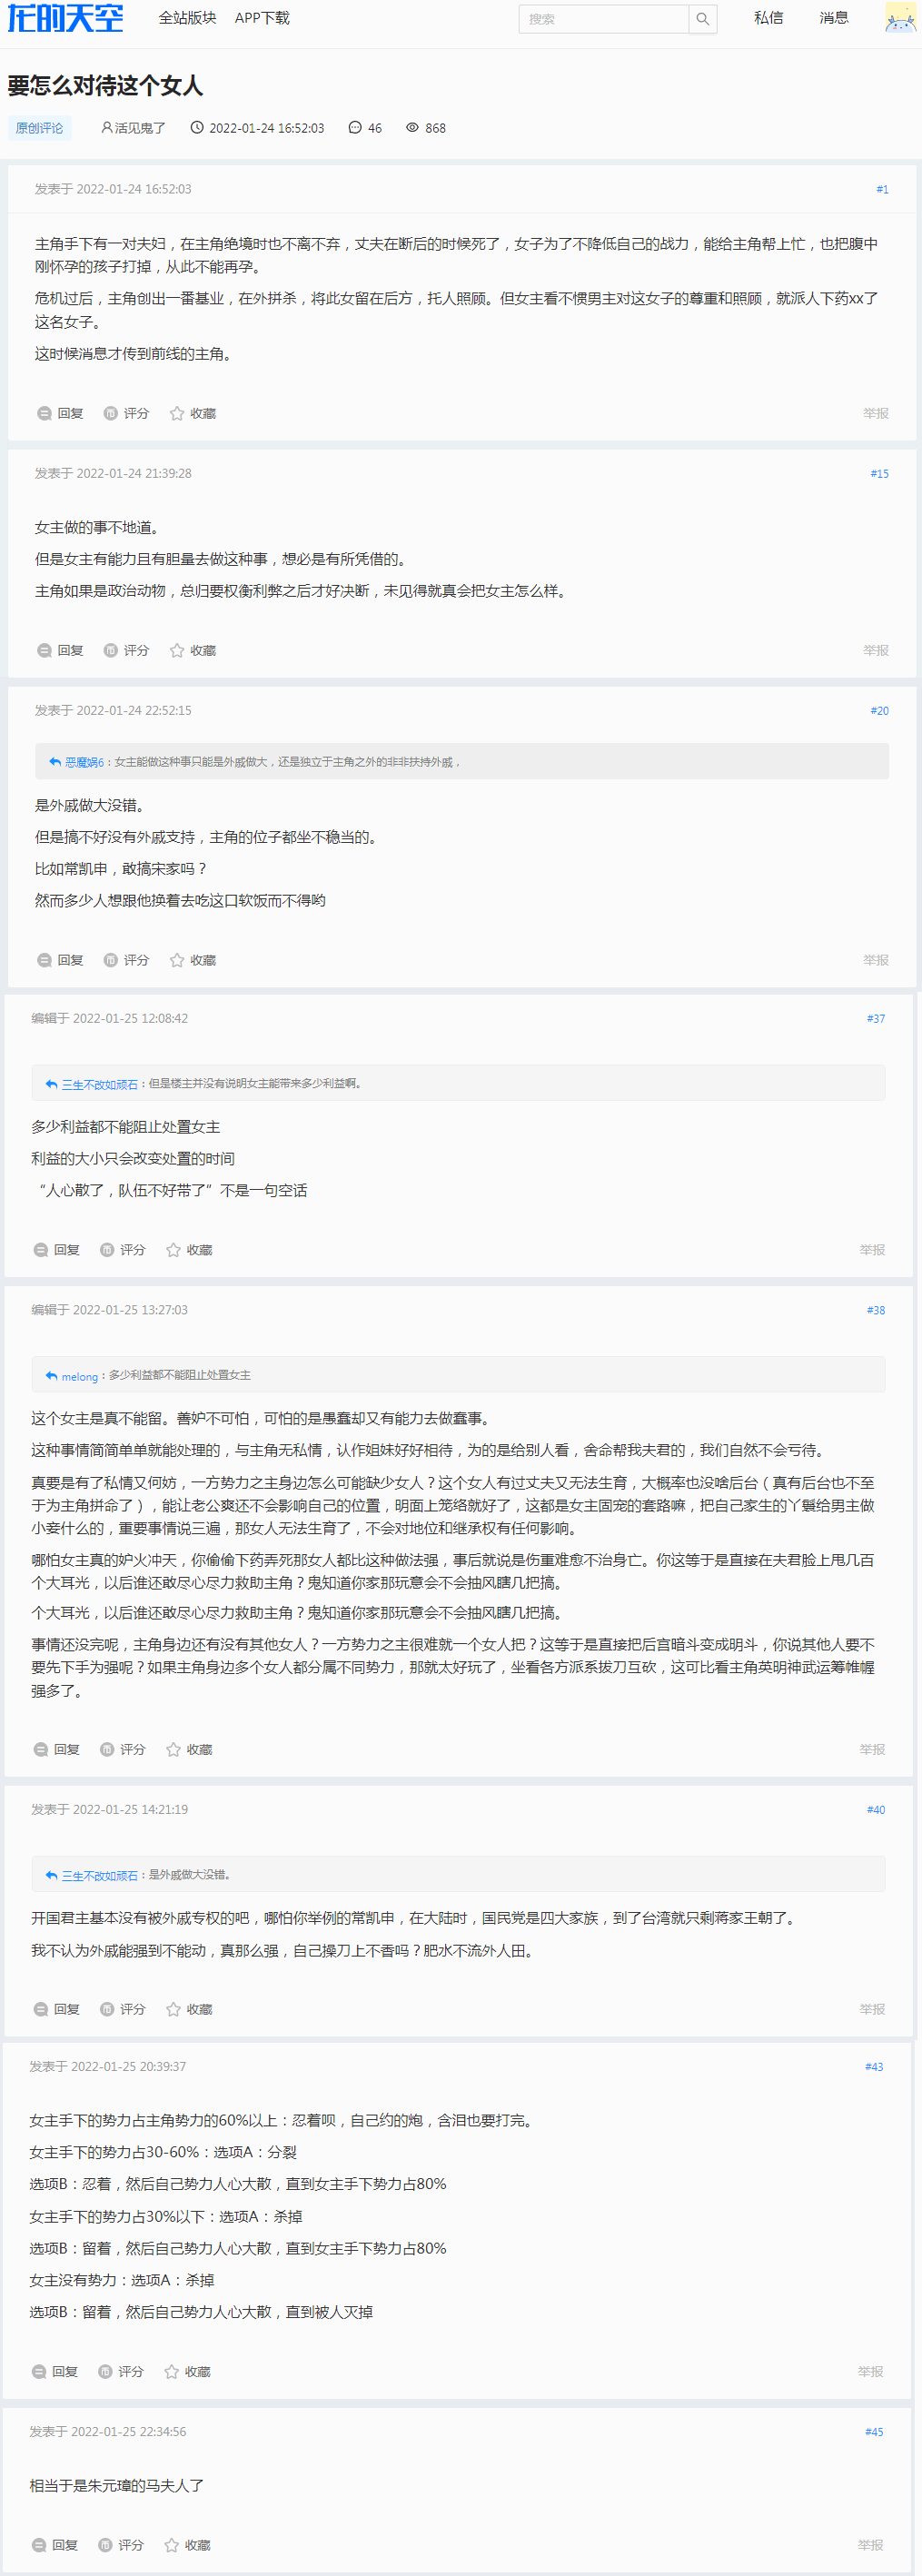 龙的天空 全站版块 APP下载 搜索 私信 消息
要怎么对待这个女人
原创评论 活见鬼了 2022-01-24 16:52:03 46 868
发表于 2022-01-24 16:52:03 #1
主角手下有一对夫妇，在主角绝境时也不离不弃，丈夫在断后的时候死了，女子为了不降低自己的战力，能给主角帮上忙，也把腹中
刚怀孕的孩子打掉，从此不能再孕。
危机过后，主角创出一番基业，在外拼杀，将此女留在后方，托人照顾。但女主看不惯男主对这女子的尊重和照顾，就派人下药xx了
这名女子。
这时候消息才传到前线的主角。
回复 评分 收藏 举报
发表于 2022-01-24 21:39:28 #15
女主做的事不地道。
但是女主有能力且有胆量去做这种事，想必是有所凭借的。
主角如果是政治动物，总归要权衡利弊之后才好决断，未见得就真会把女主怎么样。
回复 评分 收藏 举报
发表于 2022-01-24 22:52:15 #20
恶魔娲6：女主能做这种事只能是外戚做大，还是独立于主角之外的非非扶持外戚，
是外戚做大没错。
但是搞不好没有外戚支持，主角的位子都坐不稳当的。
比如常凯申，敢搞宋家吗？
然而多少人想跟他换着去吃这口软饭而不得哟
回复 评分 收藏 举报
编辑于 2022-01-25 12:08:42 #37
三生不改如顽石：但是楼主并没有说明女主能带来多少利益啊。
多少利益都不能阻止处置女主
利益的大小只会改变处置的时间
“人心散了，队伍不好带了”不是一句空话
回复 评分 收藏 举报
编辑于 2022-01-25 13:27:03 #38
melong：多少利益都不能阻止处置女主
这个女主是真不能留。善妒不可怕，可怕的是愚蠢却又有能力去做蠢事。
这种事情简简单单就能处理的，与主角无私情，认作姐妹好好相待，为的是给别人看，舍命帮我夫君的，我们自然不会亏待。
真要是有了私情又何妨，一方势力之主身边怎么可能缺少女人？这个女人有过丈夫又无法生育，大概率也没啥后台（真有后台也不至
于为主角拼命了），能让老公爽还不会影响自己的位置，明面上笼络就好了，这都是女主固宠的套路嘛，把自己家生的丫鬟给男主做
小妾什么的，重要事情说三遍，那女人无法生育了，不会对地位和继承权有任何影响。
哪怕女主真的妒火冲天，你偷偷下药弄死那女人都比这种做法强，事后就说是伤重难愈不治身亡。你这等于是直接在夫君脸上甩几百
个大耳光，以后谁还敢尽心尽力救助主角？鬼知道你家那玩意会不会抽风瞎几把搞。
个大耳光，以后谁还敢尽心尽力救助主角？鬼知道你家那玩意会不会抽风瞎几把搞。
事情还没完呢，主角身边还有没有其他女人？一方势力之主很难就一个女人把？这等于是直接把后宫暗斗变成明斗，你说其他人要不
要先下手为强呢？如果主角身边多个女人都分属不同势力，那就太好玩了，坐看各方派系拔刀互砍，这可比看主角英明神武运筹帷幄
强多了。
回复 评分 收藏 举报
发表于 2022-01-25 14:21:19 #40
三生不改如顽石：是外戚做大没错。
开国君主基本没有被外戚专权的吧，哪怕你举例的常凯申，在大陆时，国民党是四大家族，到了台湾就只剩蒋家王朝了。
我不认为外戚能强到不能动，真那么强，自己操刀上不香吗？肥水不流外人田。
回复 评分 收藏 举报
发表于 2022-01-25 20:39:37 #43
女主手下的势力占主角势力的60%以上：忍着呗，自己约的炮，含泪也要打完。
女主手下的势力占30-60%：选项A：分裂
选项B：忍着，然后自己势力人心大散，直到女主手下势力占80%
女主手下的势力占30%以下：选项A：杀掉
选项B：留着，然后自己势力人心大散，直到女主手下势力占80%
女主没有势力：选项A：杀掉
选项B：留着，然后自己势力人心大散，直到被人灭掉
回复 评分 收藏 举报
发表于 2022-01-25 22:34:56 #45
相当于是朱元璋的马夫人了
回复 评分 收藏 举报